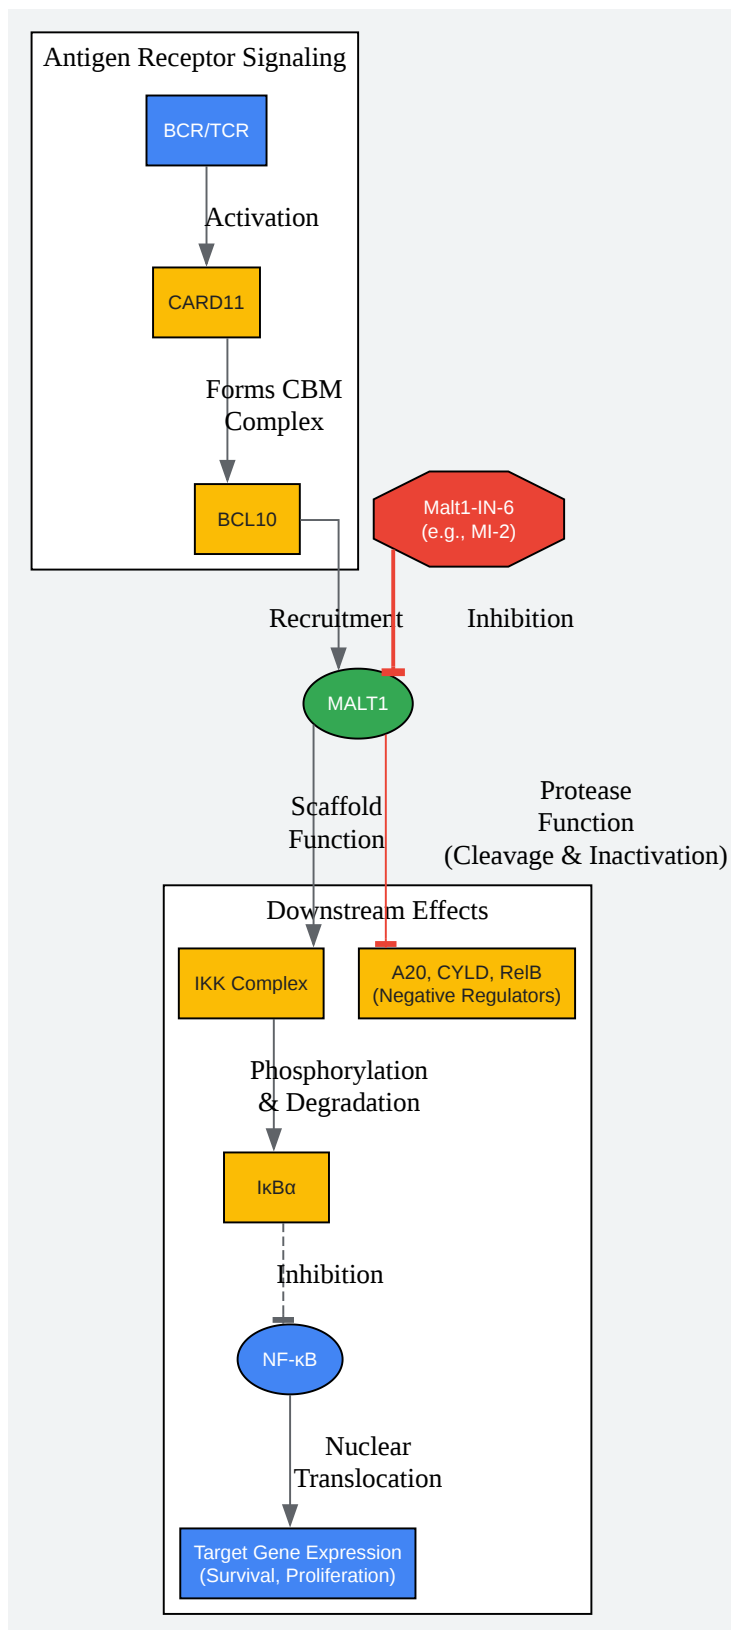 Antigen Receptor Signaling
BCR/TCR
Activation
CARD11
Forms CBM
Complex
BCL10
Malt1-IN-6
(e.g., MI-2)
Recruitment
Inhibition
MALT1
Scaffold
Function
Protease
Function
(Cleavage & Inactivation)
Downstream Effects
IKK Complex
A20, CYLD, RelB
(Negative Regulators)
Phosphorylation
& Degradation
IκBα
Inhibition
NF-κB
Nuclear
Translocation
Target Gene Expression
(Survival, Proliferation)